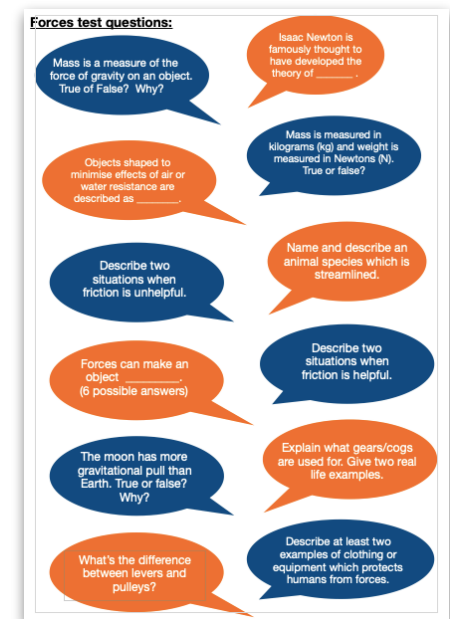 Forces test questions:
Mass is a measure of the
force of gravity on an object.
True of False?  Why?
Isaac Newton is
famously thought to
have developed the
theory of _______ .
Objects shaped to
minimise effects of air or
water resistance are
described as _______.
Mass is measured in
kilograms (kg) and weight is
measured in Newtons (N).
True or false?
Describe two
situations when
friction is unhelpful.
Name and describe an
animal species which is
streamlined.
Forces can make an
object _________.
(6 possible answers)
Describe two
situations when
friction is helpful.
The moon has more
gravitational pull than
Earth. True or false?
Why?
Explain what gears/cogs
are used for. Give two real
life examples.
What's the difference
between levers and
pulleys?
Describe at least two
examples of clothing or
equipment which protects
humans from forces.